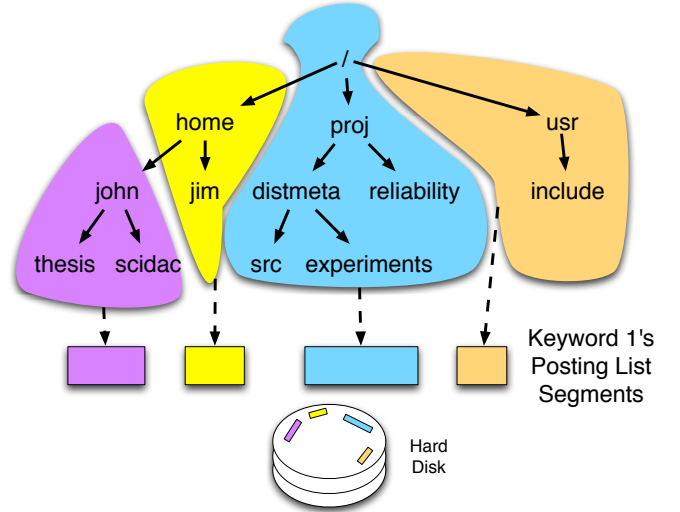 /
home
proj
usr
john
jim
distmeta
reliability
include
thesis
scidac
src
experiments
Keyword 1's
Posting List
Segments
Hard
Disk